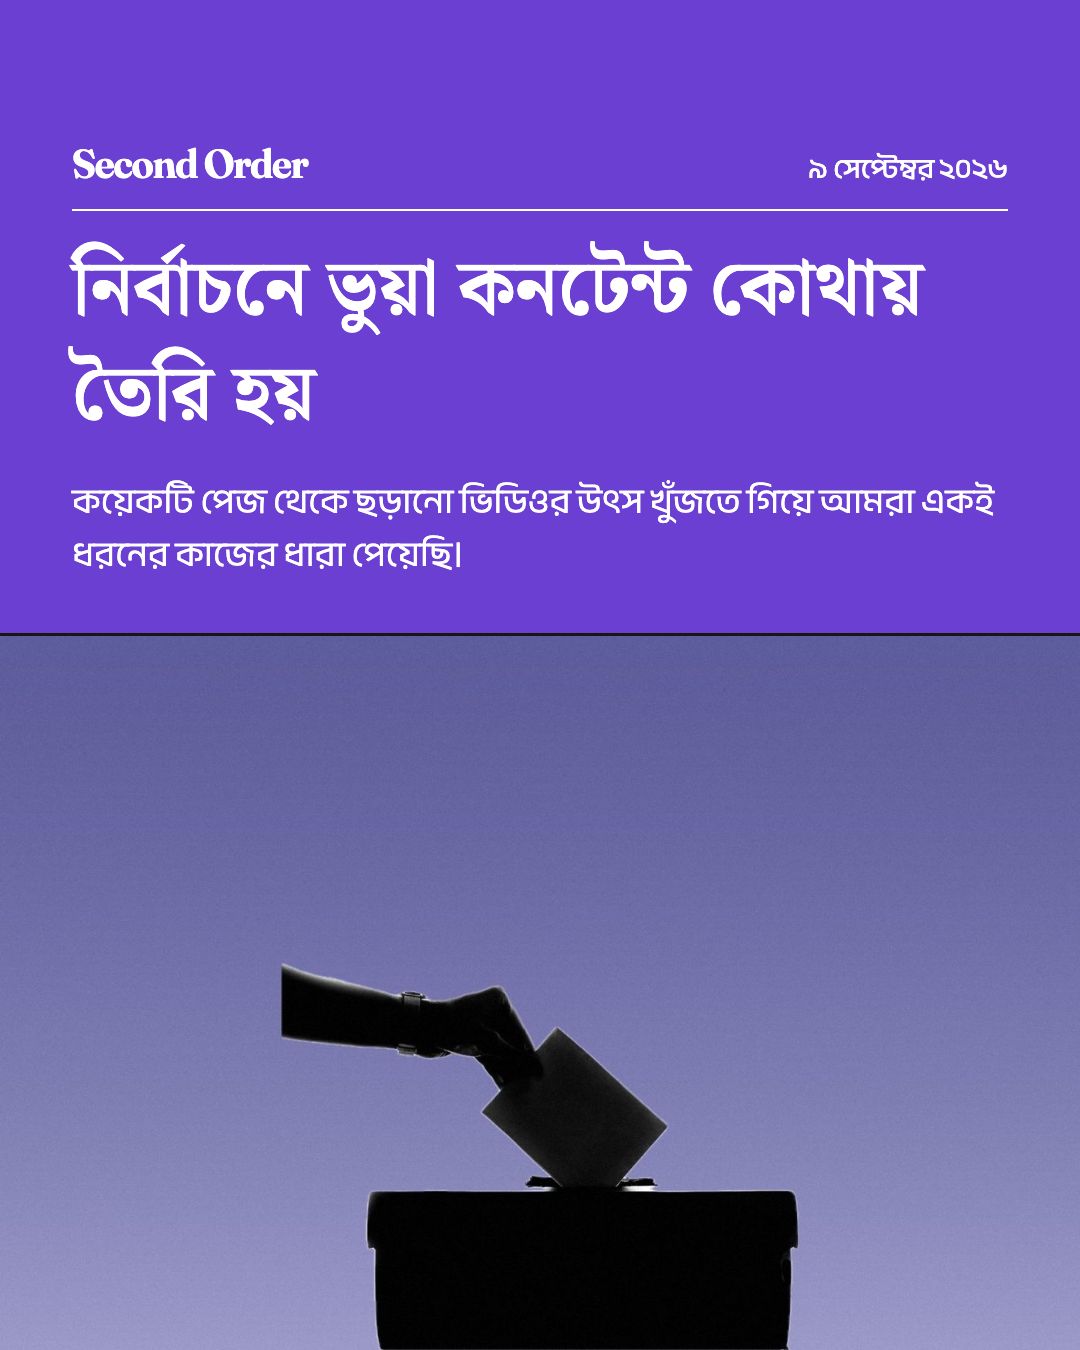 Second Order
৯ সেপ্টেম্বর ২০২৬
নির্বাচনে ভুয়া কনটেন্ট কোথায়
তৈরি হয়
কয়েকটি পেজ থেকে ছড়ানো ভিডিওর উৎস খুঁজতে গিয়ে আমরা একই
ধরনের কাজের ধারা পেয়েছি।